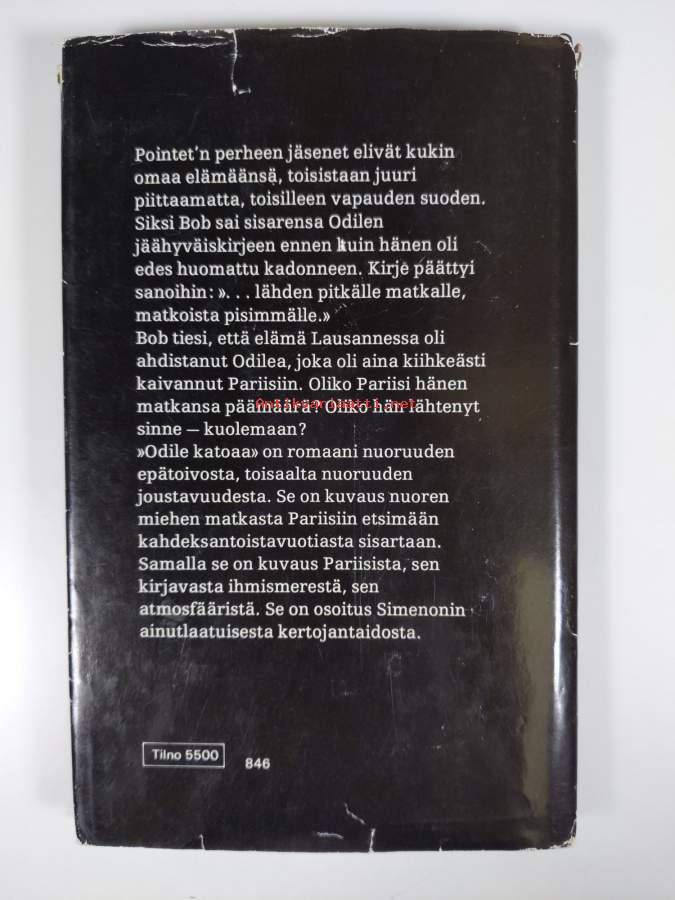 Pointet'n perheen jäsenet elivät kukin
omaa elämäänsä, toisistaan juuri
piittaamatta, toisilleen vapauden suoden.
Siksi Bob sai sisarensa Odilen
jäähyväiskirjeen ennen kuin hänen oli
edes huomattu kadonneen. Kirje päättyi
sanoihin: »... lähden pitkälle matkalle,
matkoista pisimmälle.»
Bob tiesi, että elämä Lausannessa oli
ahdistanut Odilea, joka oli aina kiihkeästi
kaivannut Pariisiin. Oliko Pariisi hänen
matkansa päämäärä? Oliko hän lähtenyt
Antikvariaatti.net
sinne — kuolemaan?
»Odile katoaa» on romaani nuoruuden
epätoivosta, toisaalta nuoruuden
joustavuudesta. Se on kuvaus nuoren
miehen matkasta Pariisiin etsimään
kahdeksantoistavuotiasta sisartaan.
Samalla se on kuvaus Pariisista, sen
kirjavasta ihmismerestä, sen
atmosfääristä. Se on osoitus Simenonin
ainutlaatuisesta kertojantaidosta.
Tilno 5500
846